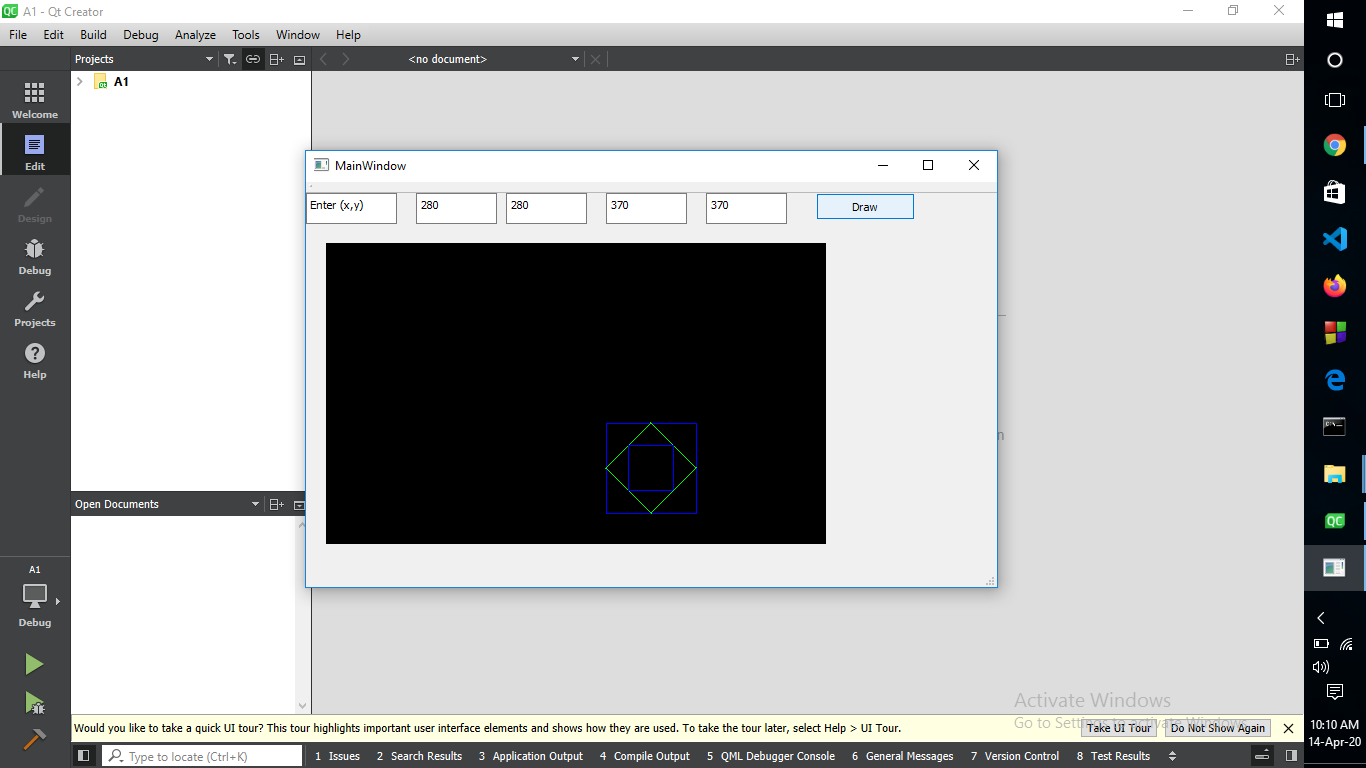 A1 - Qt Creator
File Edit Build Debug Analyze Tools Window Help
Projects <no document>
A1
Welcome
Edit
Design
Debug
Projects
Help
MainWindow
Enter (x,y) 280 280 370 370 Draw
n
Open Documents
A1
Debug
Activate Windows
Go to Settings to activate Windows.
Would you like to take a quick UI tour? This tour highlights important user interface elements and shows how they are used. To take the tour later, select Help > UI Tour. Take UI Tour Do Not Show Again
Type to locate (Ctrl+K) 1 Issues 2 Search Results 3 Application Output 4 Compile Output 5 QML Debugger Console 6 General Messages 7 Version Control 8 Test Results
10:10 AM
14-Apr-20